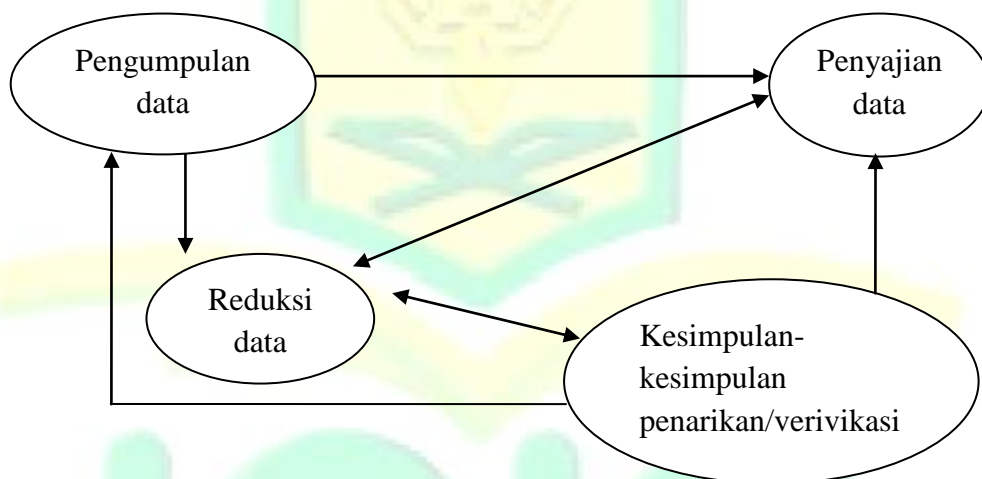 Pengumpulan
data
Penyajian
data
Reduksi
data
Kesimpulan-
kesimpulan
penarikan/verivikasi